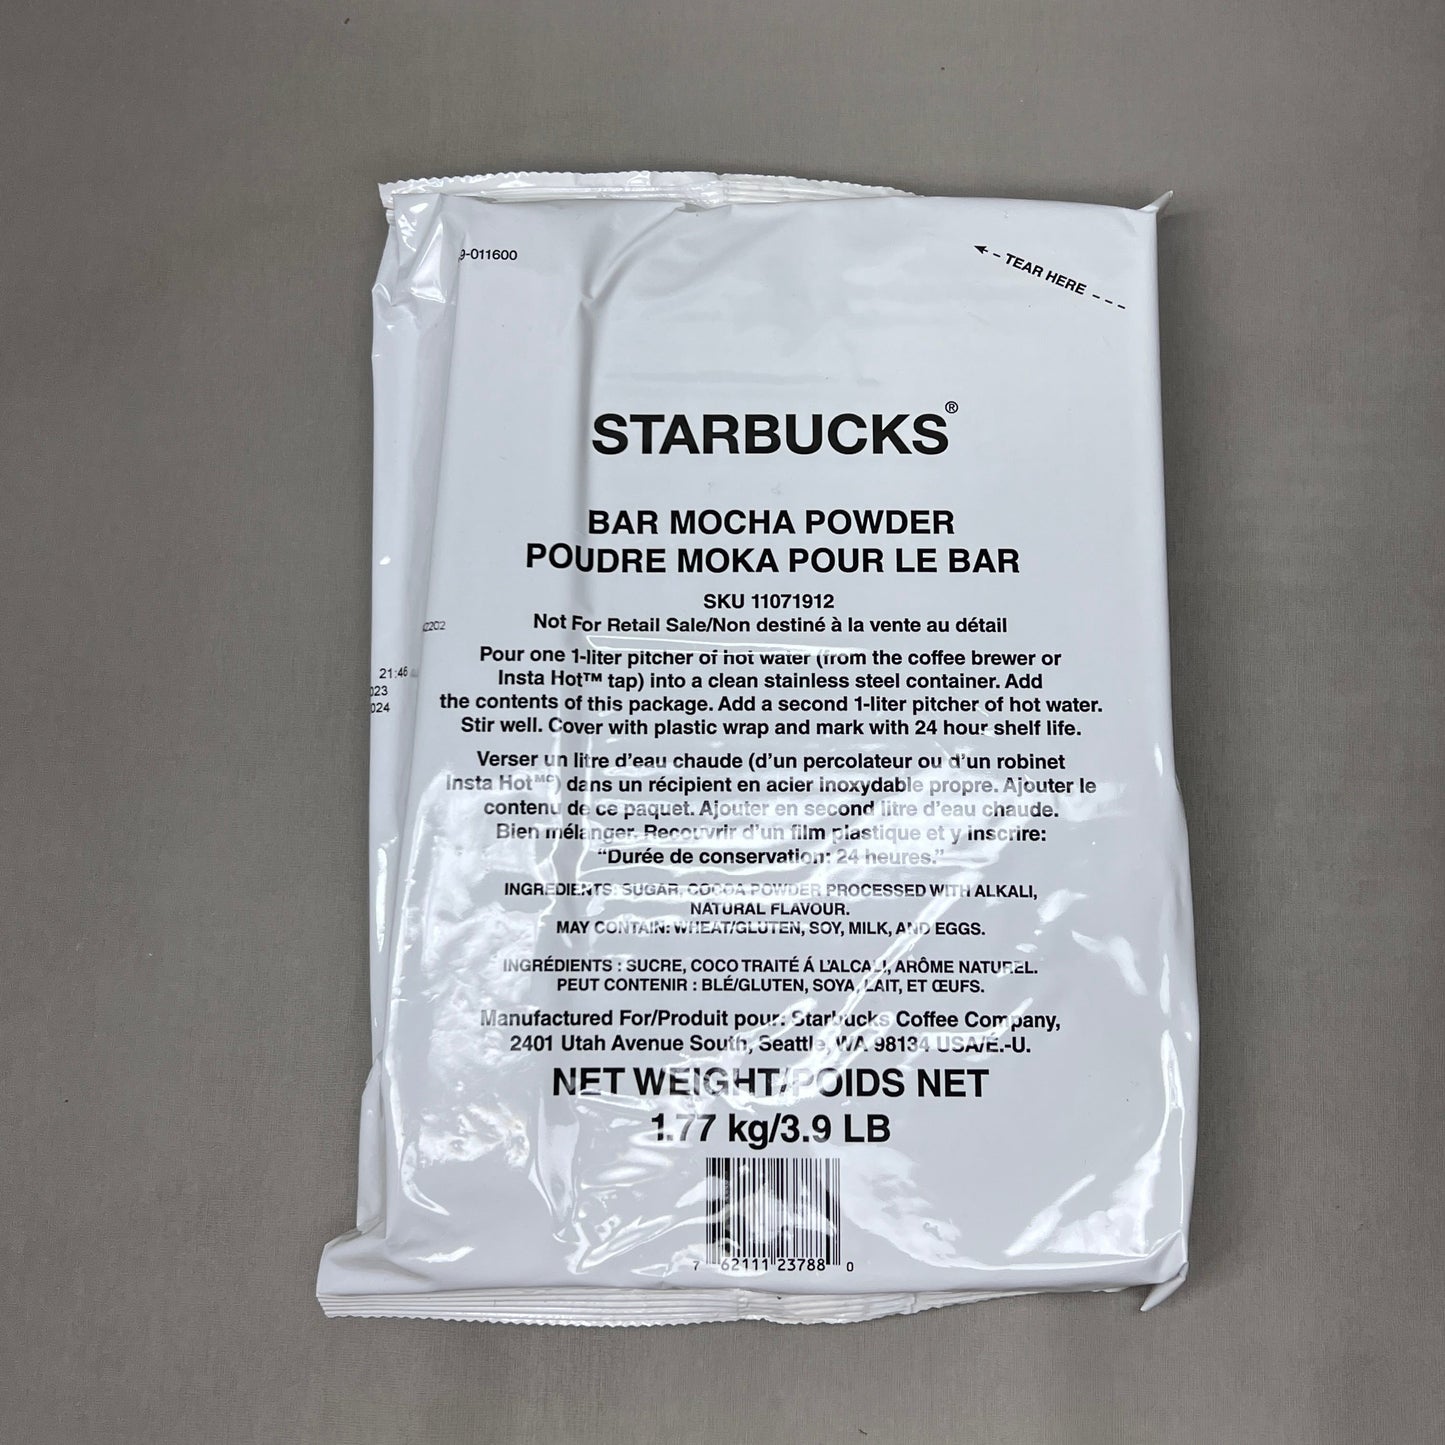 9-011600
TEAR HERE
STARBUCKS®
BAR MOCHA POWDER
POUDRE MOKA POUR LE BAR
SKU 11071912
Not For Retail Sale/Non destiné à la vente au détail
Pour one 1-liter pitcher of hot water (from the coffee brewer or
Insta Hot™ tap) into a clean stainless steel container. Add
the contents of this package. Add a second 1-liter pitcher of hot water.
Stir well. Cover with plastic wrap and mark with 24 hour shelf life.
Verser un litre d'eau chaude (d'un percolateur ou d'un robinet
Insta Hot MC) dans un récipient en acier inoxydable propre. Ajouter le
contenu de ce paquet. Ajouter en second litre d'eau chaude.
Bien mélanger. Recouvrir d'un film plastique et y inscrire:
“Durée de conservation: 24 heures.”
INGREDIENTS: SUGAR, COCOA POWDER PROCESSED WITH ALKALI,
NATURAL FLAVOUR.
MAY CONTAIN: WHEAT/GLUTEN, SOY, MILK, AND EGGS.
INGRÉDIENTS : SUCRE, COCO TRAITÉ Á L'ALCALI, ARÔME NATUREL.
PEUT CONTENIR : BLÉ/GLUTEN, SOYA, LAIT, ET ŒUFS.
Manufactured For/Produit pour: Starbucks Coffee Company,
2401 Utah Avenue South, Seattle, WA 98134 USA/É.-U.
NET WEIGHT/POIDS NET
1.77 kg/3.9 LB
7 62111 23788 0
2202
21:46
023
024